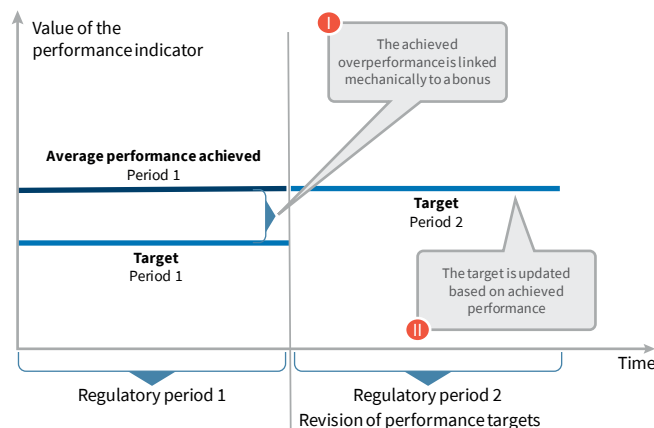 Value of the
performance indicator
I
The achieved
overperformance is linked
mechanically to a bonus
Average performance achieved
Period 1
Target
Period 1
Target
Period 2
The target is updated
based on achieved
performance
II
Time
Regulatory period 1
Regulatory period 2
Revision of performance targets